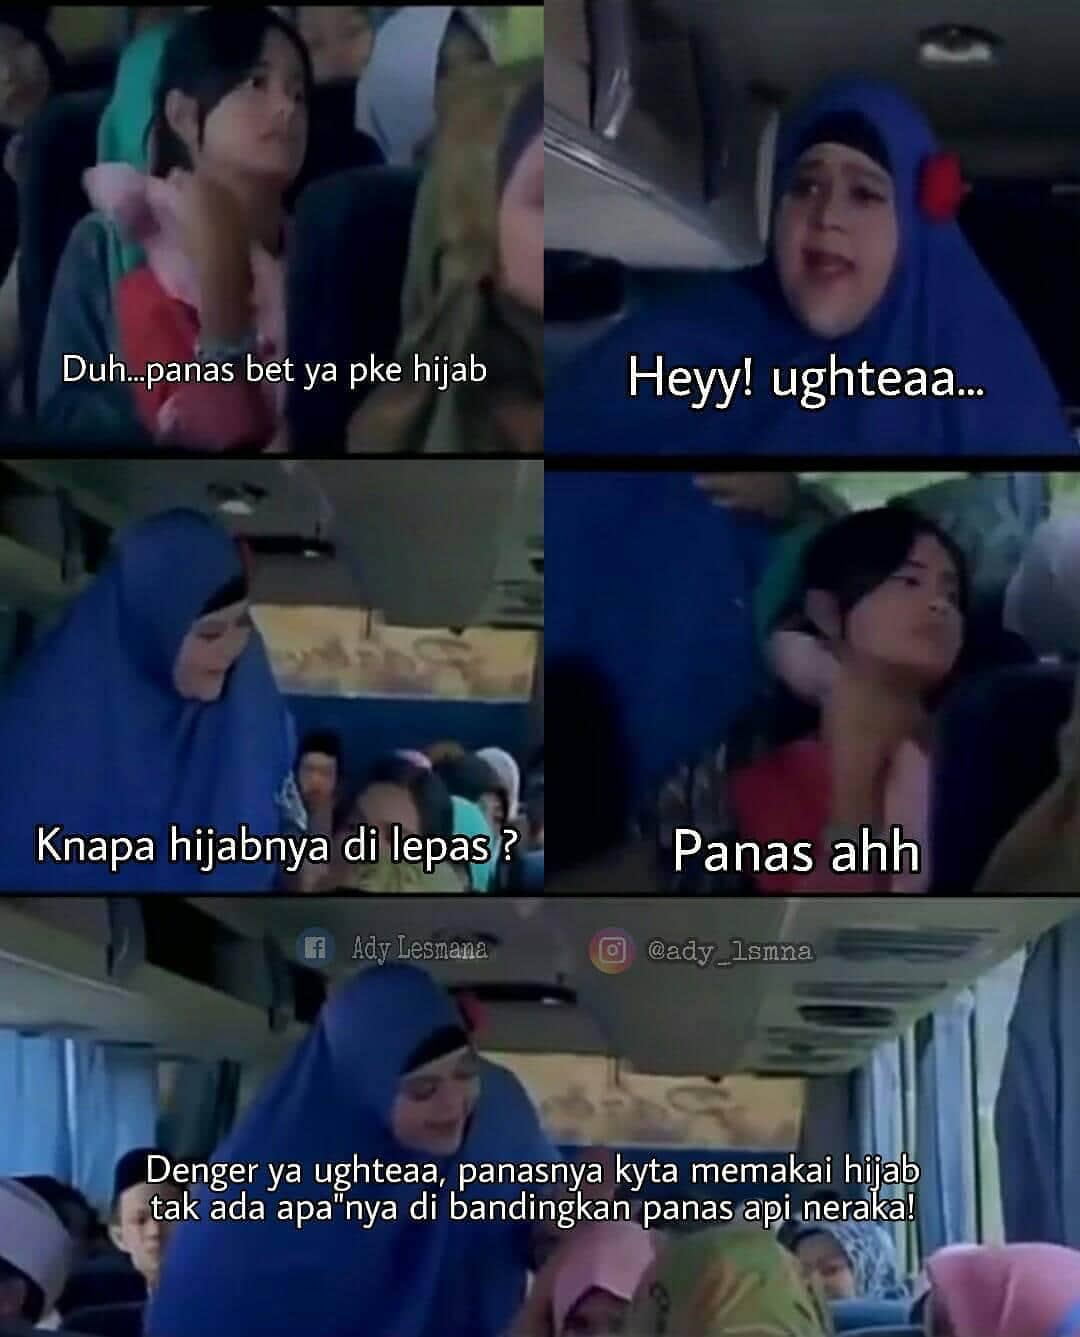 Duh...panas bet ya pke hijab
Heyy! ughteaa...
Knapa hijabnya di lepas ?
Panas ahh
Ady Lesmana
@ady_lsmna
Denger ya ughteaa, panasnya kyta memakai hijab
tak ada apa"nya di bandingkan panas api neraka!